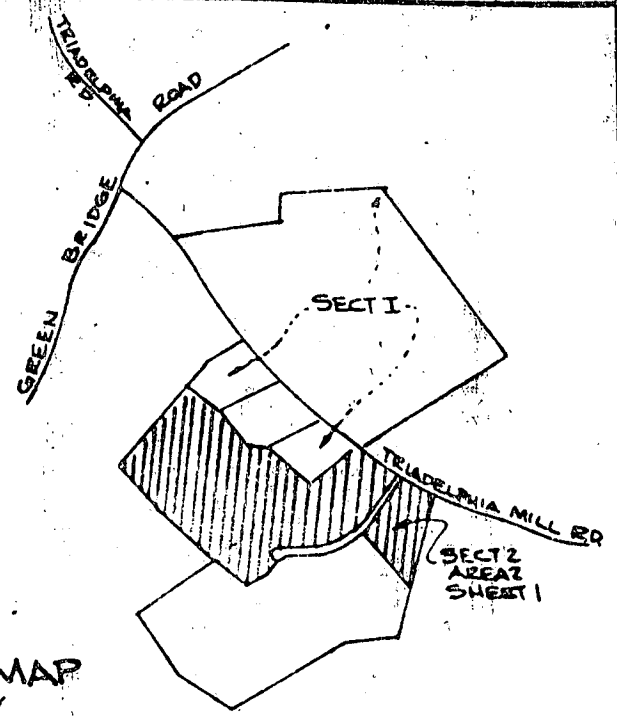 TRIADELPHIA
RD.
GREEN BRIDGE ROAD
SECT I
TRIADELPHIA MILL RD
SECT 2
AREA 2
SHEET 1
MAP